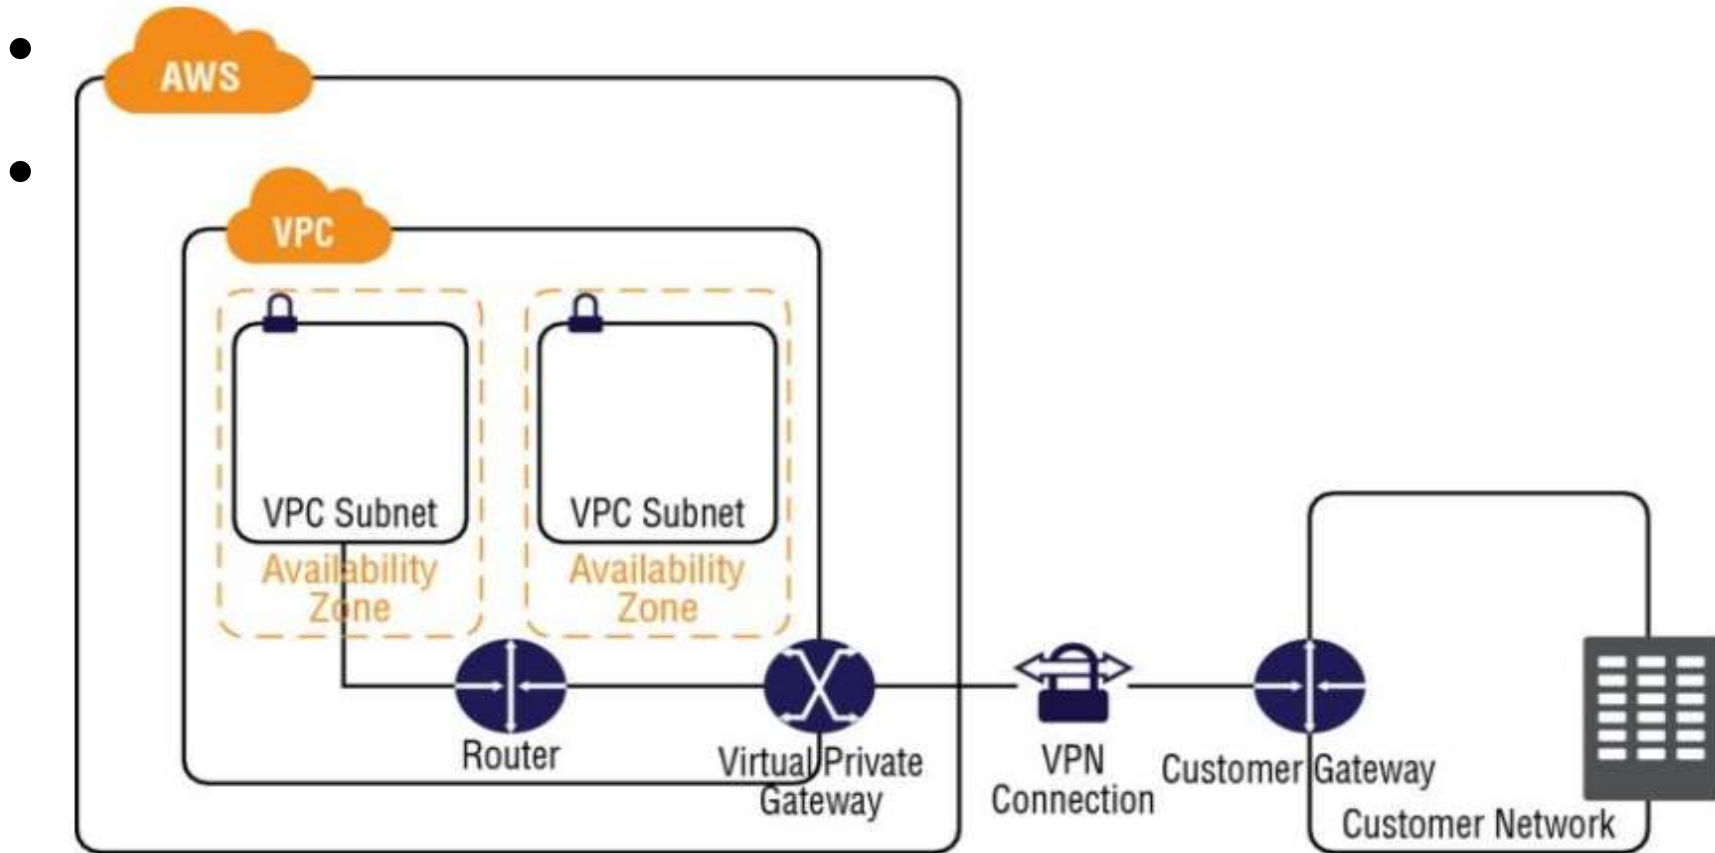 AWS
VPC
VPC Subnet
Availability
Zone
VPC Subnet
Availability
Zone
Router
Virtual Private
Gateway
VPN
Connection
Customer Gateway
Customer Network